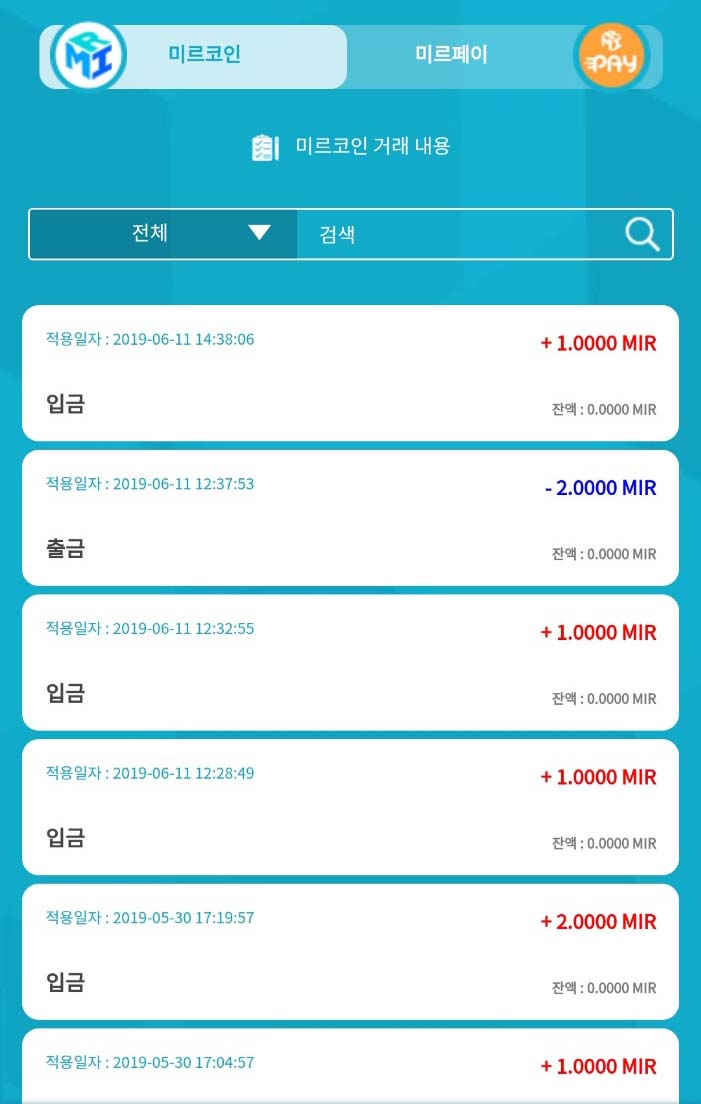 MIR
미르코인
미르페이
MIR PAY
미르코인 거래 내용
전체
검색
적용일자 : 2019-06-11 14:38:06
+ 1.0000 MIR
입금
잔액 : 0.0000 MIR
적용일자 : 2019-06-11 12:37:53
- 2.0000 MIR
출금
잔액 : 0.0000 MIR
적용일자 : 2019-06-11 12:32:55
+ 1.0000 MIR
입금
잔액 : 0.0000 MIR
적용일자 : 2019-06-11 12:28:49
+ 1.0000 MIR
입금
잔액 : 0.0000 MIR
적용일자 : 2019-05-30 17:19:57
+ 2.0000 MIR
입금
잔액 : 0.0000 MIR
적용일자 : 2019-05-30 17:04:57
+ 1.0000 MIR